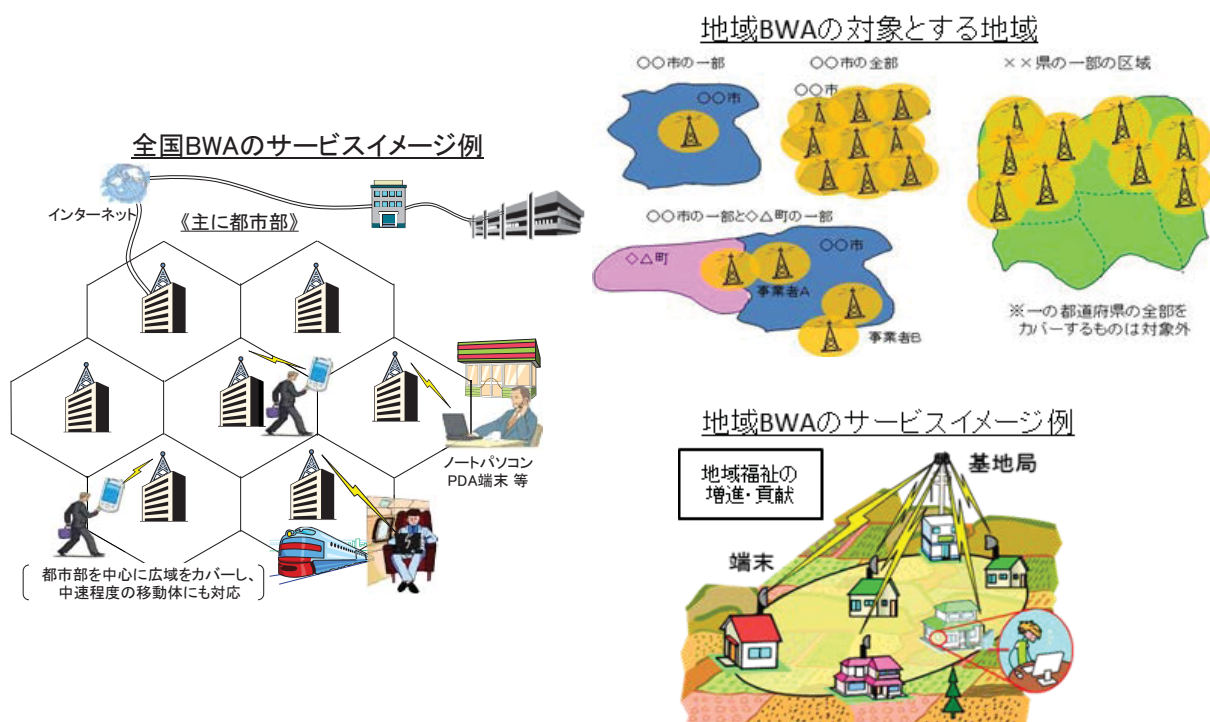 全国BWAのサービスイメージ例
インターネット
《主に都市部》
ノートパソコン
PDA端末 等
都市部を中心に広域をカバーし、
中速程度の移動体にも対応
地域BWAの対象とする地域
○○市の一部
○○市
○○市の全部
○○市
××県の一部の区域
○○市の一部と◇△町の一部
◇△町
○○市
事業者A
事業者B
※一の都道府県の全部を
カバーするものは対象外
地域BWAのサービスイメージ例
地域福祉の
増進・貢献
基地局
端末